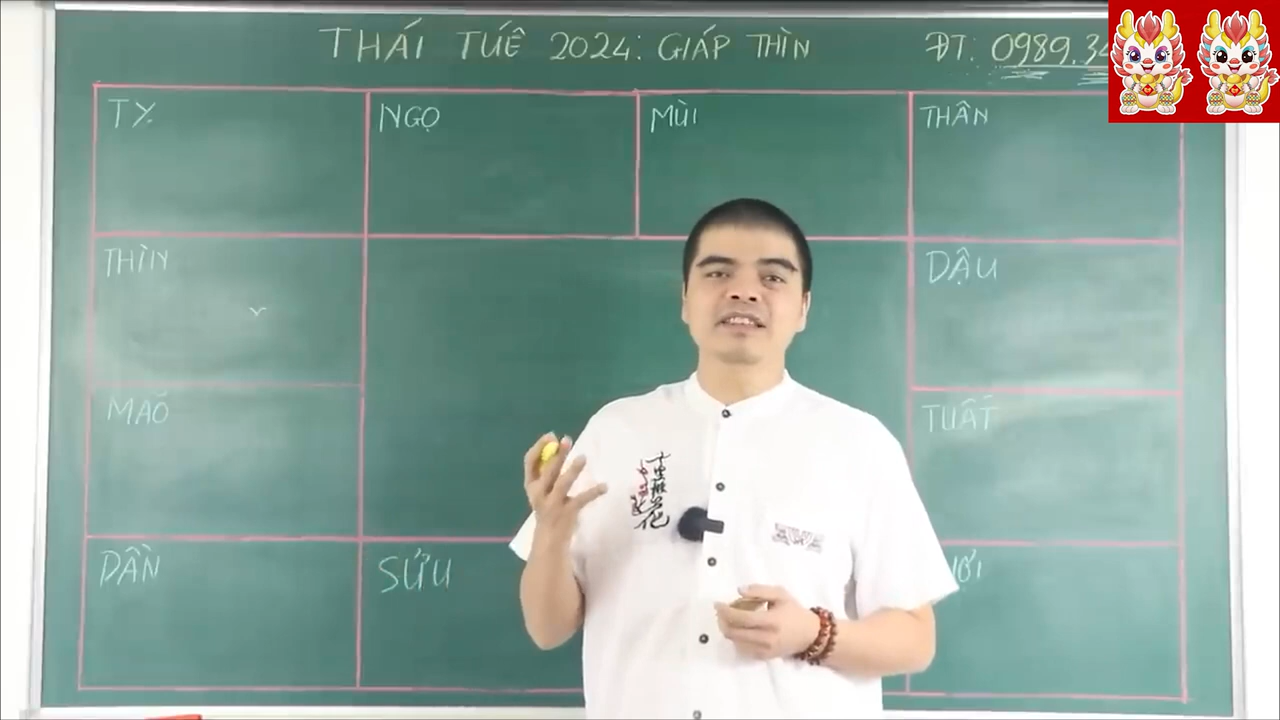 THÁI TUẾ 2024: GIÁP THÌN
ĐT: 0989.34
TỴ
NGỌ
MÙI
THÂN
THÌN
DẬU
MÃO
TUẤT
DẦN
SỬU